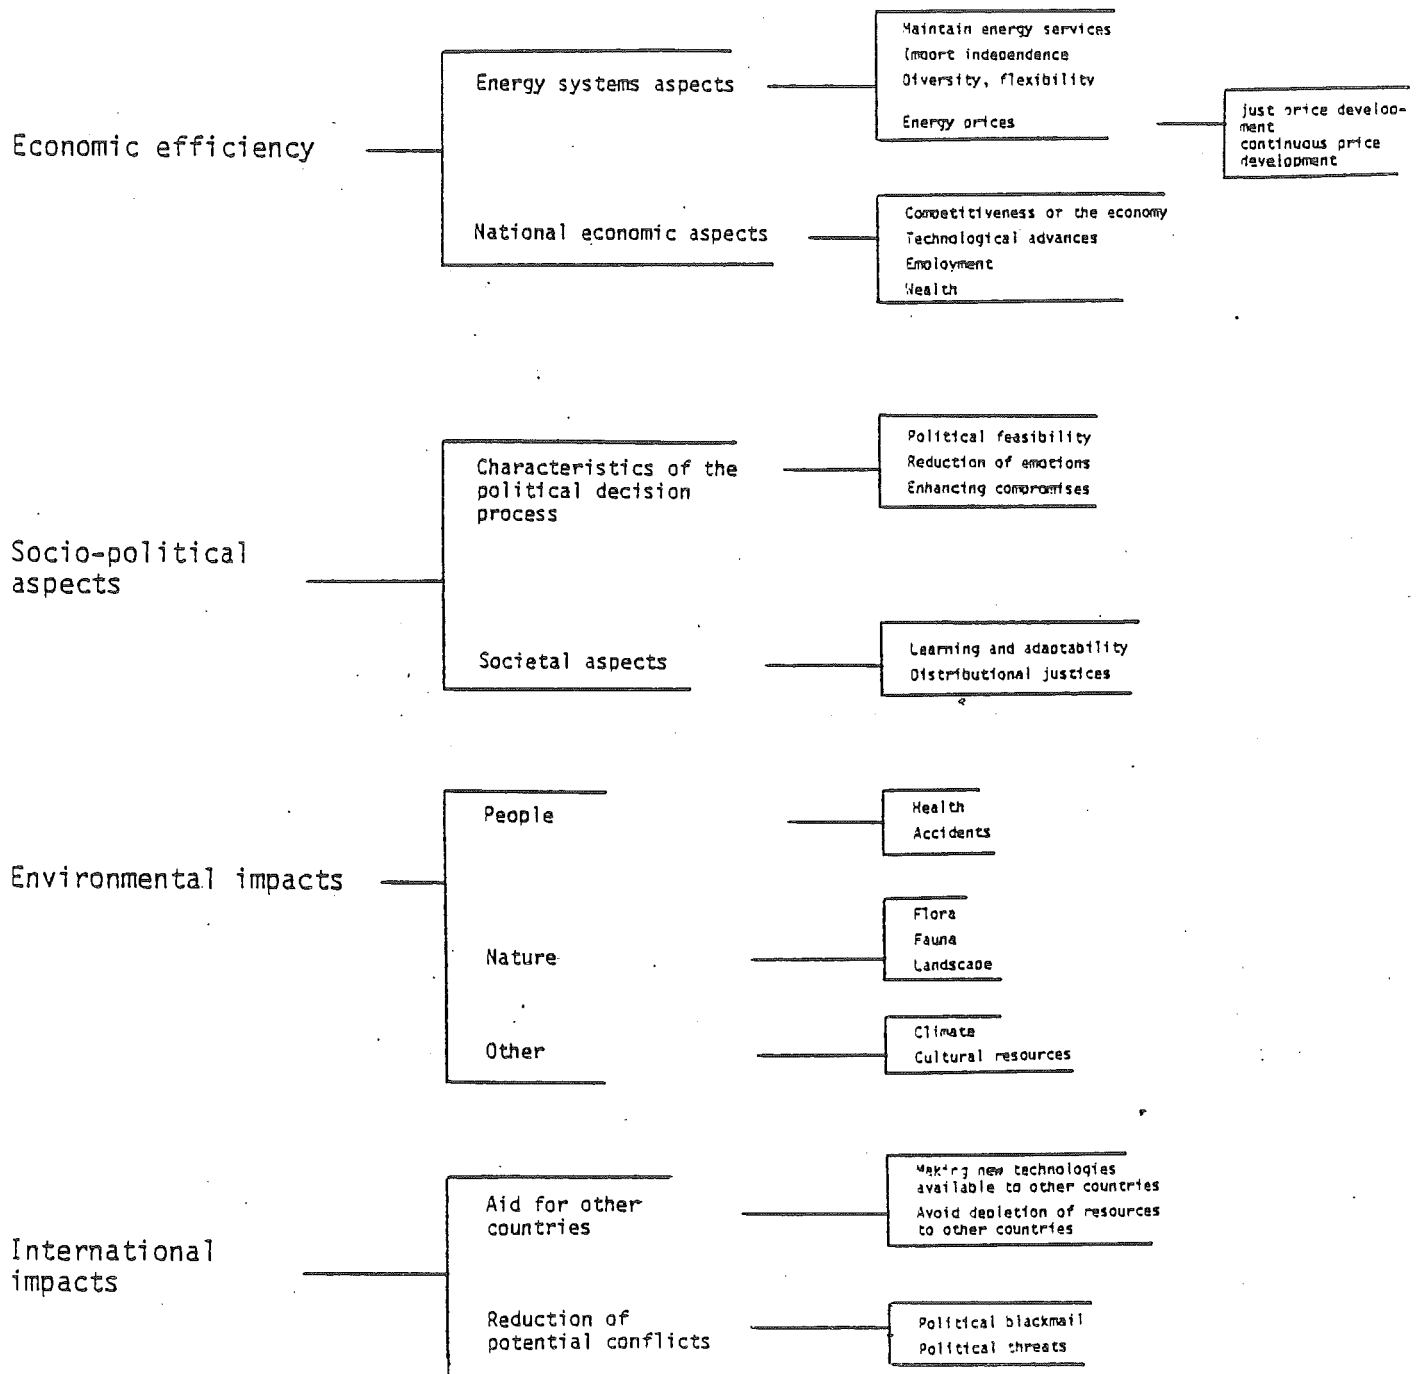 Economic efficiency
Energy systems aspects
Maintain energy services
Import independence
Diversity, flexibility
Energy prices
just price develop-
ment
continuous price
development
National economic aspects
Competitiveness or the economy
Technological advances
Employment
Wealth
Socio-political
aspects
Characteristics of the
political decision
process
Political feasibility
Reduction of emotions
Enhancing compromises
Societal aspects
Learning and adaptability
Distributional justices
Environmental impacts
People
Health
Accidents
Nature
Flora
Fauna
Landscape
Other
Climate
Cultural resources
International
impacts
Aid for other
countries
Making new technologies
available to other countries
Avoid depletion of resources
to other countries
Reduction of
potential conflicts
Political blackmail
Political threats